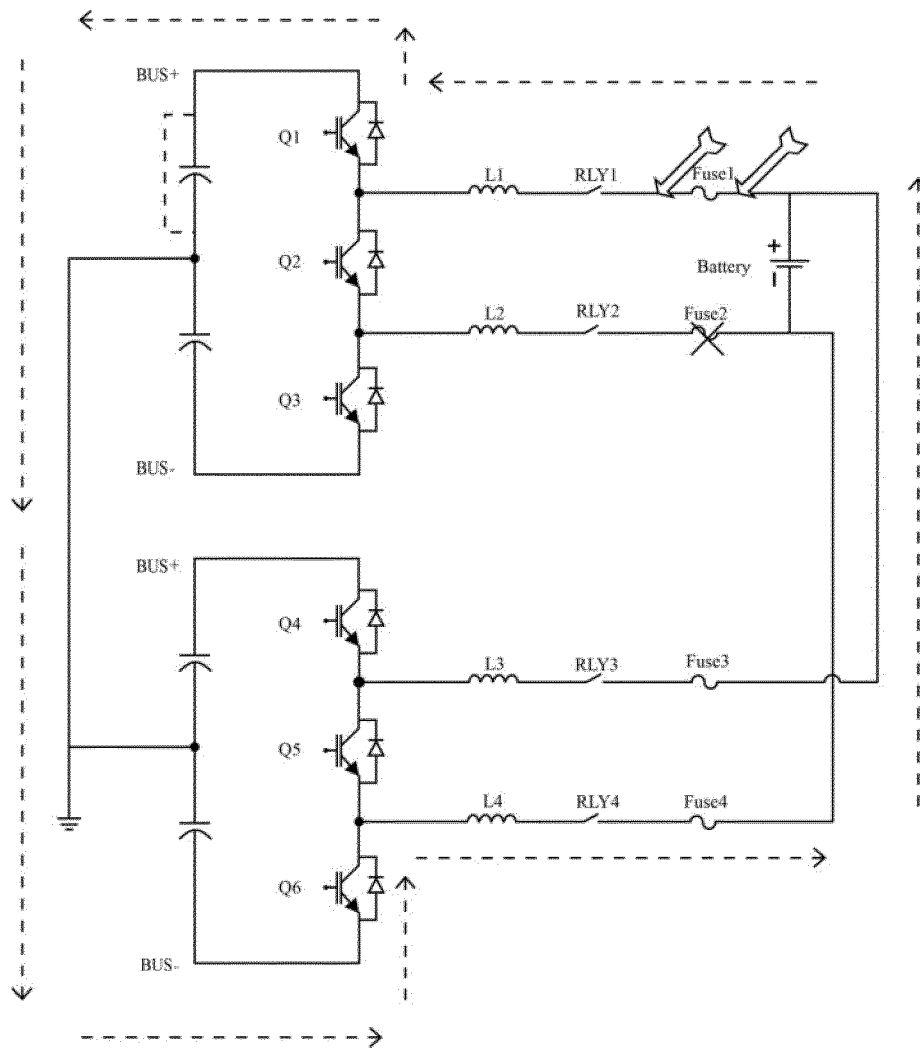 BUS+
Q1
L1
RLY1
Fuse1
Q2
+
Battery
-
L2
RLY2
Fuse2
Q3
BUS-
BUS+
Q4
L3
RLY3
Fuse3
Q5
L4
RLY4
Fuse4
Q6
BUS-